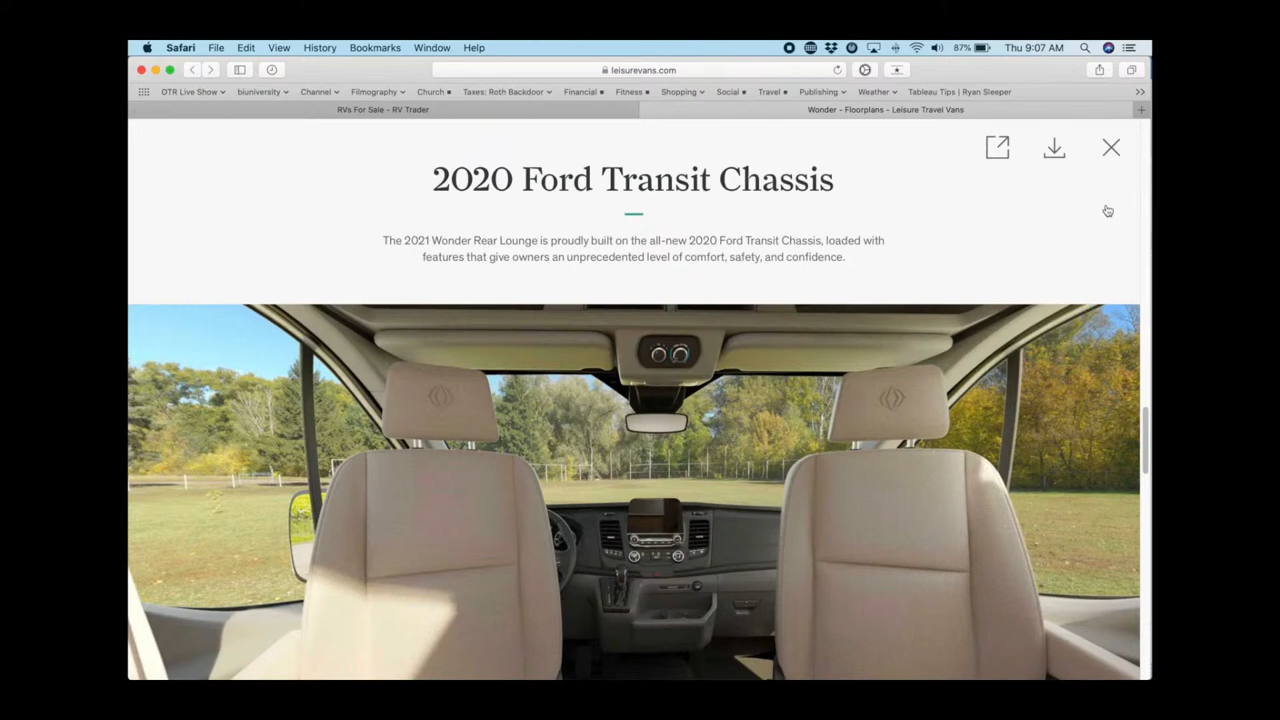 Safari File Edit View History Bookmarks Window Help 87% Thu 9:07 AM
leisurevans.com
OTR Live Show biuniversity Channel Filmography Church Taxes: Roth Backdoor Financial Fitness Shopping Social Travel Publishing Weather Tableau Tips | Ryan Sleeper
RVs For Sale - RV Trader Wonder - Floorplans - Leisure Travel Vans
2020 Ford Transit Chassis
The 2021 Wonder Rear Lounge is proudly built on the all-new 2020 Ford Transit Chassis, loaded with
features that give owners an unprecedented level of comfort, safety, and confidence.